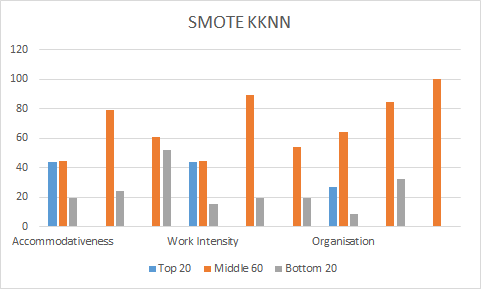 SMOTE KKNN
120
100
80
60
40
20
0
Accommodativeness Work Intensity Organisation
Top 20 Middle 60 Bottom 20